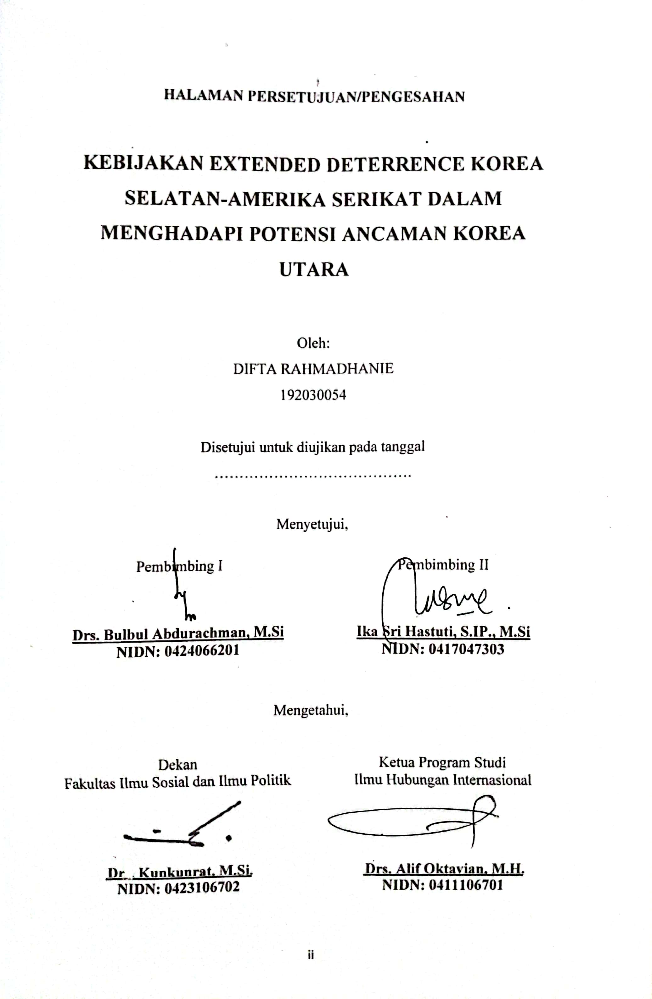 HALAMAN PERSETUJUAN/PENGESAHAN
KEBIJAKAN EXTENDED DETERRENCE KOREA
SELATAN-AMERIKA SERIKAT DALAM
MENGHADAPI POTENSI ANCAMAN KOREA
UTARA
Oleh:
DIFTA RAHMADHANIE
192030054
Disetujui untuk diujikan pada tanggal
........................................
Menyetujui,
Pembimbing I
Drs. Bulbul Abdurachman, M.Si
NIDN: 0424066201
Pembimbing II
Ika Sri Hastuti, S.IP., M.Si
NIDN: 0417047303
Mengetahui,
Dekan
Fakultas Ilmu Sosial dan Ilmu Politik
Dr. . Kunkunrat. M.Si.
NIDN: 0423106702
Ketua Program Studi
Ilmu Hubungan Internasional
Drs. Alif Oktavian, M.H.
NIDN: 0411106701
ii